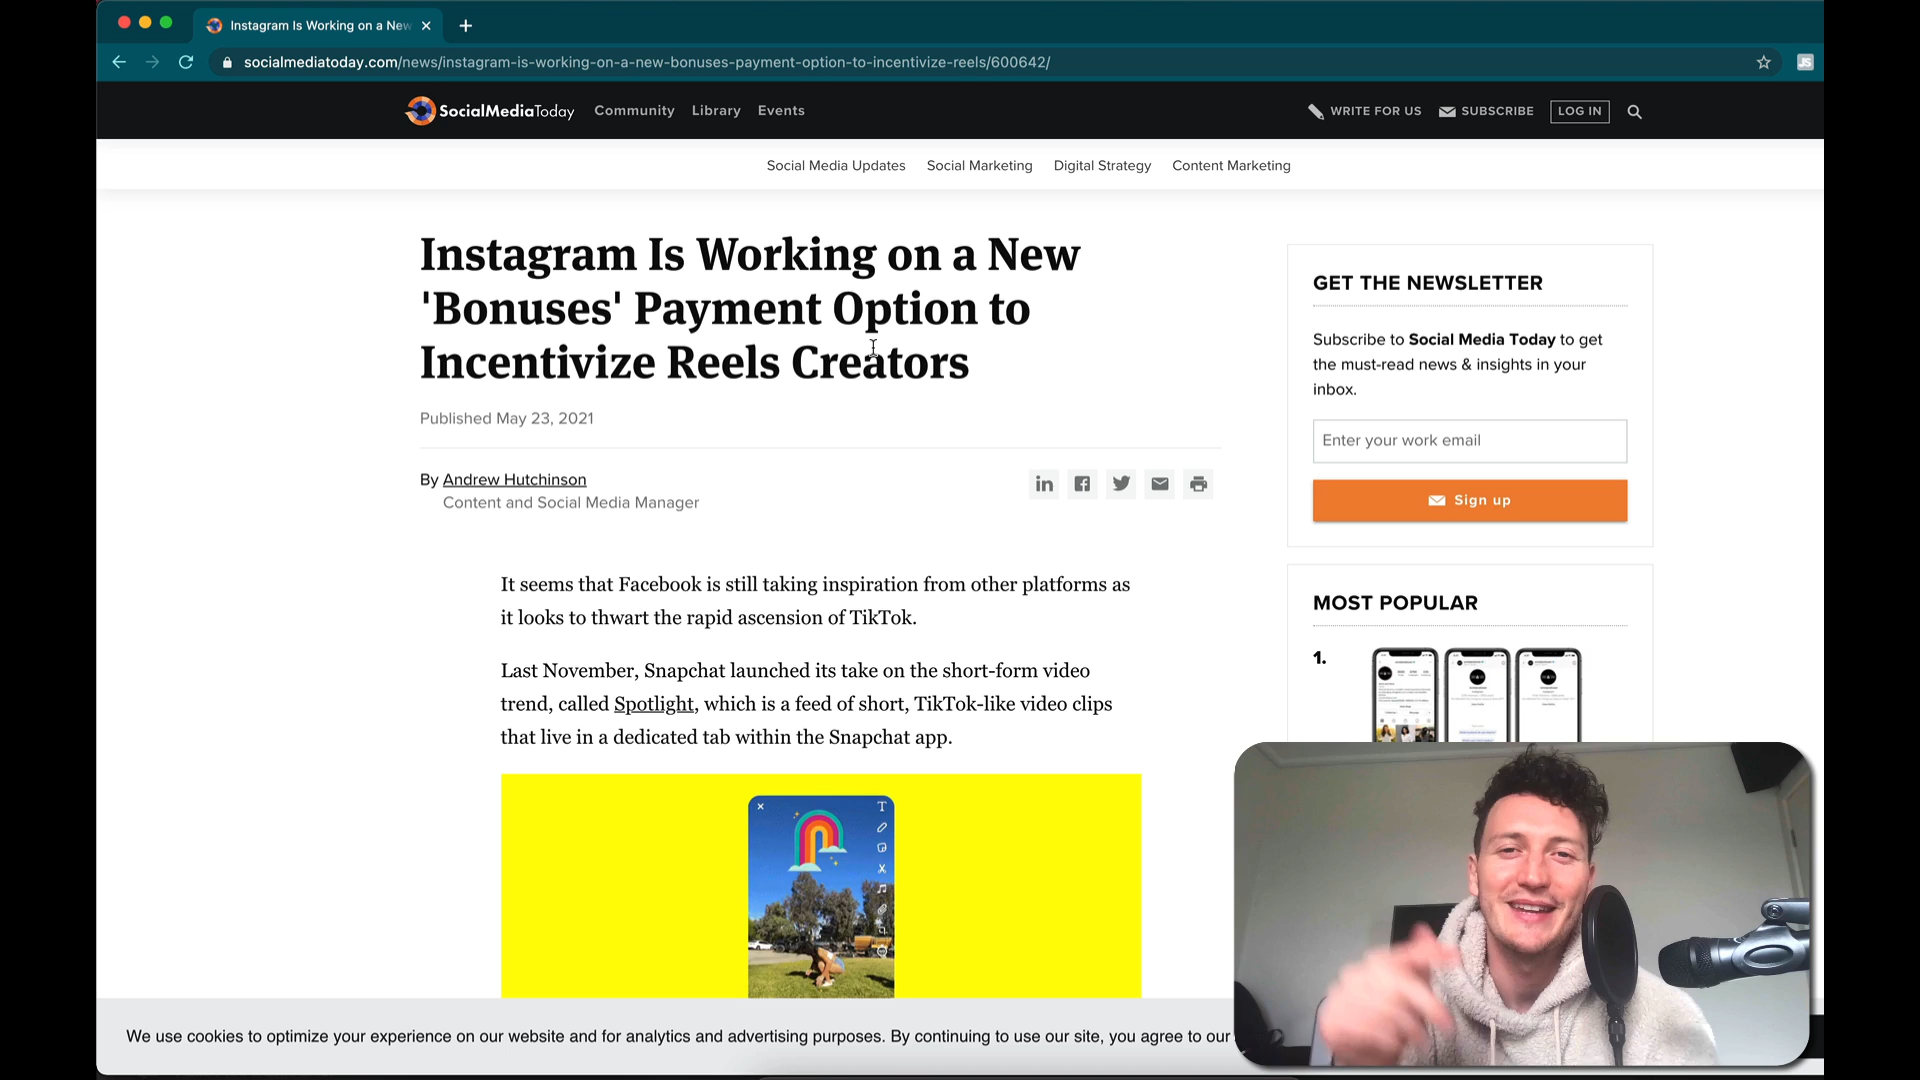 Instagram Is Working on a New
socialmediatoday.com/news/instagram-is-working-on-a-new-bonuses-payment-option-to-incentivize-reels/600642/
JS
SocialMediaToday
Community
Library
Events
WRITE FOR US
SUBSCRIBE
LOG IN
Social Media Updates
Social Marketing
Digital Strategy
Content Marketing
Instagram Is Working on a New
'Bonuses' Payment Option to
Incentivize Reels Creators
Published May 23, 2021
By Andrew Hutchinson
Content and Social Media Manager
It seems that Facebook is still taking inspiration from other platforms as
it looks to thwart the rapid ascension of TikTok.
Last November, Snapchat launched its take on the short-form video
trend, called Spotlight, which is a feed of short, TikTok-like video clips
that live in a dedicated tab within the Snapchat app.
GET THE NEWSLETTER
Subscribe to Social Media Today to get
the must-read news & insights in your
inbox.
Enter your work email
Sign up
MOST POPULAR
1.
We use cookies to optimize your experience on our website and for analytics and advertising purposes. By continuing to use our site, you agree to our